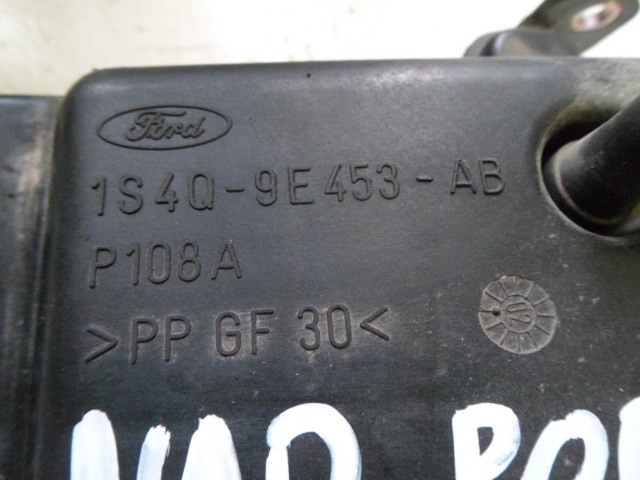 Ford
1S4Q-9E453-AB
P108A
>PP GF 30<